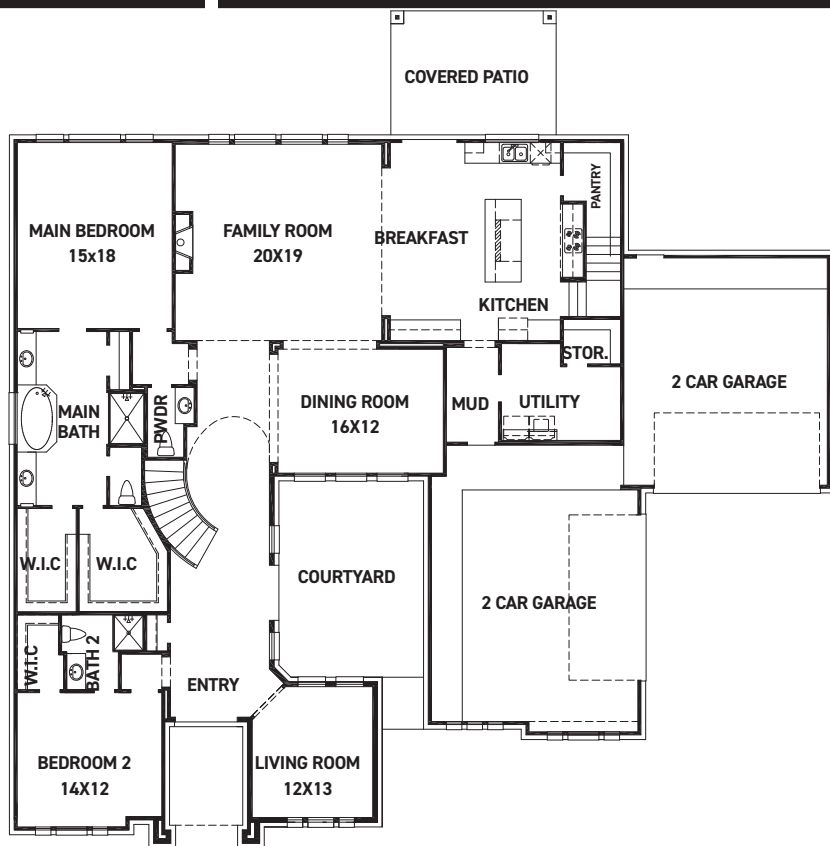 COVERED PATIO
MAIN BEDROOM
15x18
FAMILY ROOM
20X19
BREAKFAST
PANTRY
KITCHEN
STOR.
2 CAR GARAGE
MAIN
BATH
PWDR
DINING ROOM
16X12
MUD
UTILITY
W.I.C
W.I.C
COURTYARD
2 CAR GARAGE
W.I.C
BATH 2
ENTRY
BEDROOM 2
14X12
LIVING ROOM
12X13